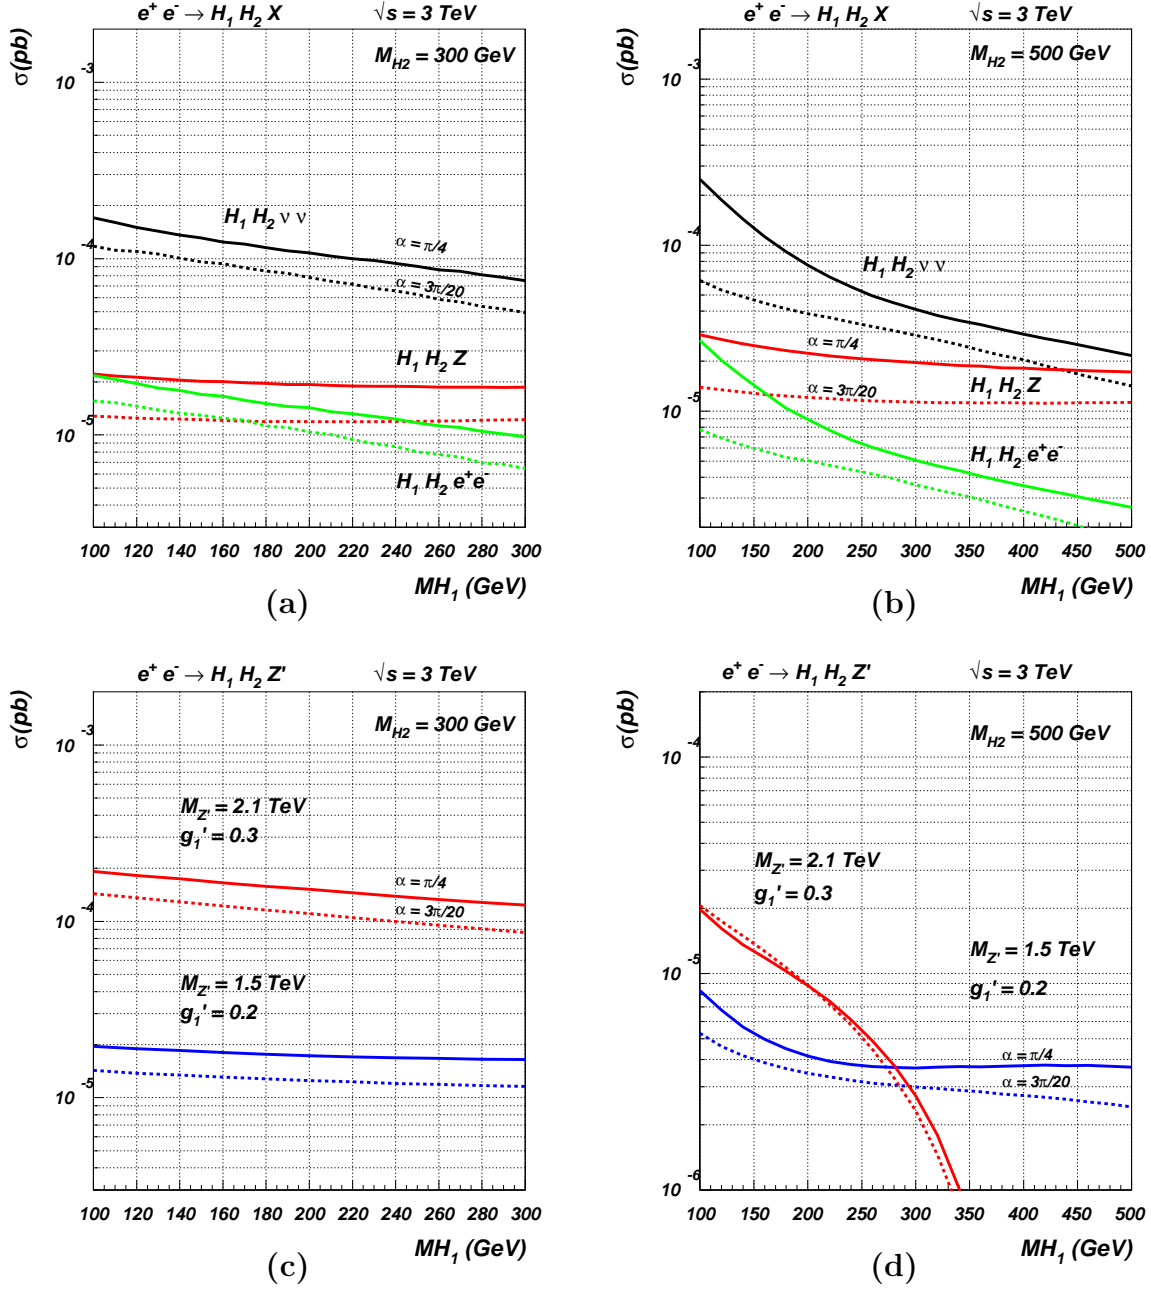 e⁺ e⁻ → H₁ H₂ X √s = 3 TeV
σ(pb)
M_H2 = 300 GeV
10⁻³
H₁ H₂ ν ν
α = π/4
10⁻⁴
α = 3π/20
H₁ H₂ Z
10⁻⁵
H₁ H₂ e⁺e⁻
100 120 140 160 180 200 220 240 260 280 300
MH₁ (GeV)
(a)
e⁺ e⁻ → H₁ H₂ X √s = 3 TeV
σ(pb)
M_H2 = 500 GeV
10⁻³
10⁻⁴
H₁ H₂ ν ν
α = π/4
α = 3π/20
H₁ H₂ Z
10⁻⁵
H₁ H₂ e⁺e⁻
100 150 200 250 300 350 400 450 500
MH₁ (GeV)
(b)
e⁺ e⁻ → H₁ H₂ Z' √s = 3 TeV
σ(pb)
M_H2 = 300 GeV
10⁻³
M_Z' = 2.1 TeV
g₁' = 0.3
α = π/4
10⁻⁴
α = 3π/20
M_Z' = 1.5 TeV
g₁' = 0.2
10⁻⁵
100 120 140 160 180 200 220 240 260 280 300
MH₁ (GeV)
(c)
e⁺ e⁻ → H₁ H₂ Z' √s = 3 TeV
σ(pb)
M_H2 = 500 GeV
10⁻⁴
M_Z' = 2.1 TeV
g₁' = 0.3
M_Z' = 1.5 TeV
10⁻⁵
g₁' = 0.2
α = π/4
α = 3π/20
10⁻⁶
100 150 200 250 300 350 400 450 500
MH₁ (GeV)
(d)